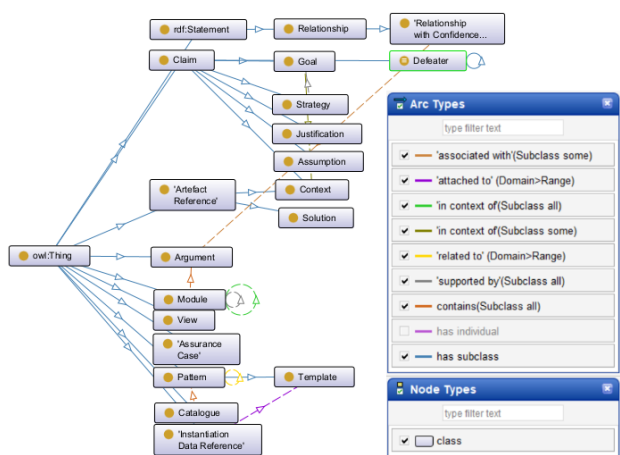 rdf:Statement
Relationship
'Relationship
with Confidence...
Claim
Goal
Defeater
Strategy
Justification
Assumption
'Artefact
Reference'
Context
Solution
owl:Thing
Argument
Module
View
'Assurance
Case'
Pattern
Template
Catalogue
'Instantiation
Data Reference'
Arc Types
type filter text
'associated with'(Subclass some)
'attached to' (Domain>Range)
'in context of'(Subclass all)
'in context of'(Subclass some)
'related to' (Domain>Range)
'supported by'(Subclass all)
contains(Subclass all)
has individual
has subclass
Node Types
type filter text
class